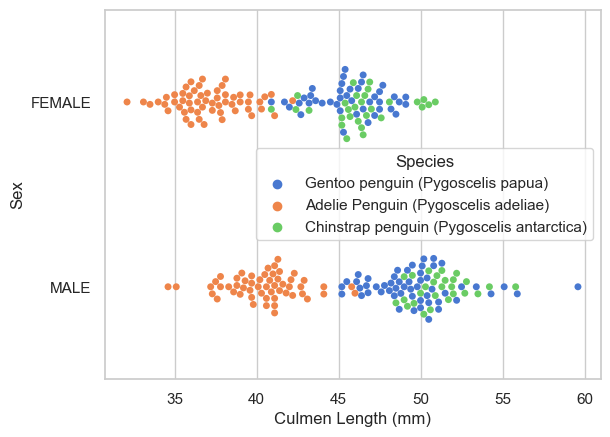 FEMALE
Species
Gentoo penguin (Pygoscelis papua)
Adelie Penguin (Pygoscelis adeliae)
Chinstrap penguin (Pygoscelis antarctica)
Sex
MALE
35 40 45 50 55 60
Culmen Length (mm)